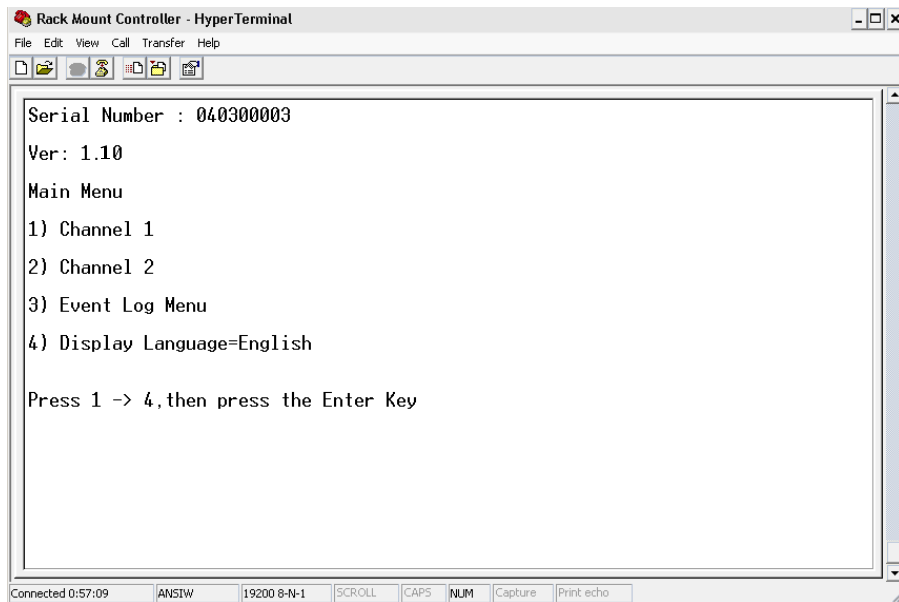 Rack Mount Controller - HyperTerminal
File Edit View Call Transfer Help
Serial Number : 040300003
Ver: 1.10
Main Menu
1) Channel 1
2) Channel 2
3) Event Log Menu
4) Display Language=English
Press 1 -> 4,then press the Enter Key
Connected 0:57:09 ANSIW 19200 8-N-1 SCROLL CAPS NUM Capture Print echo